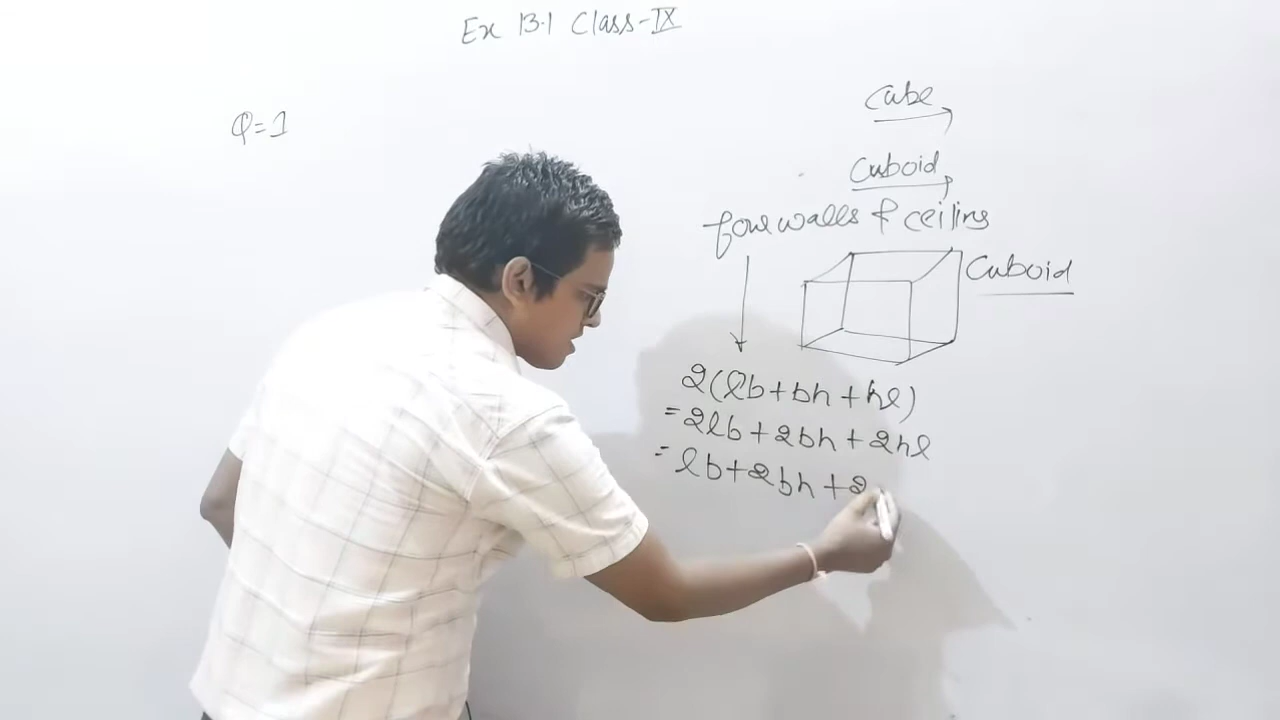 Ex 13.1 Class-IX
Q=1
Cube
Cuboid
four walls & ceiling
Cuboid
2(lb+bh+hl)
=2lb+2bh+2hl
=lb+2bh+2